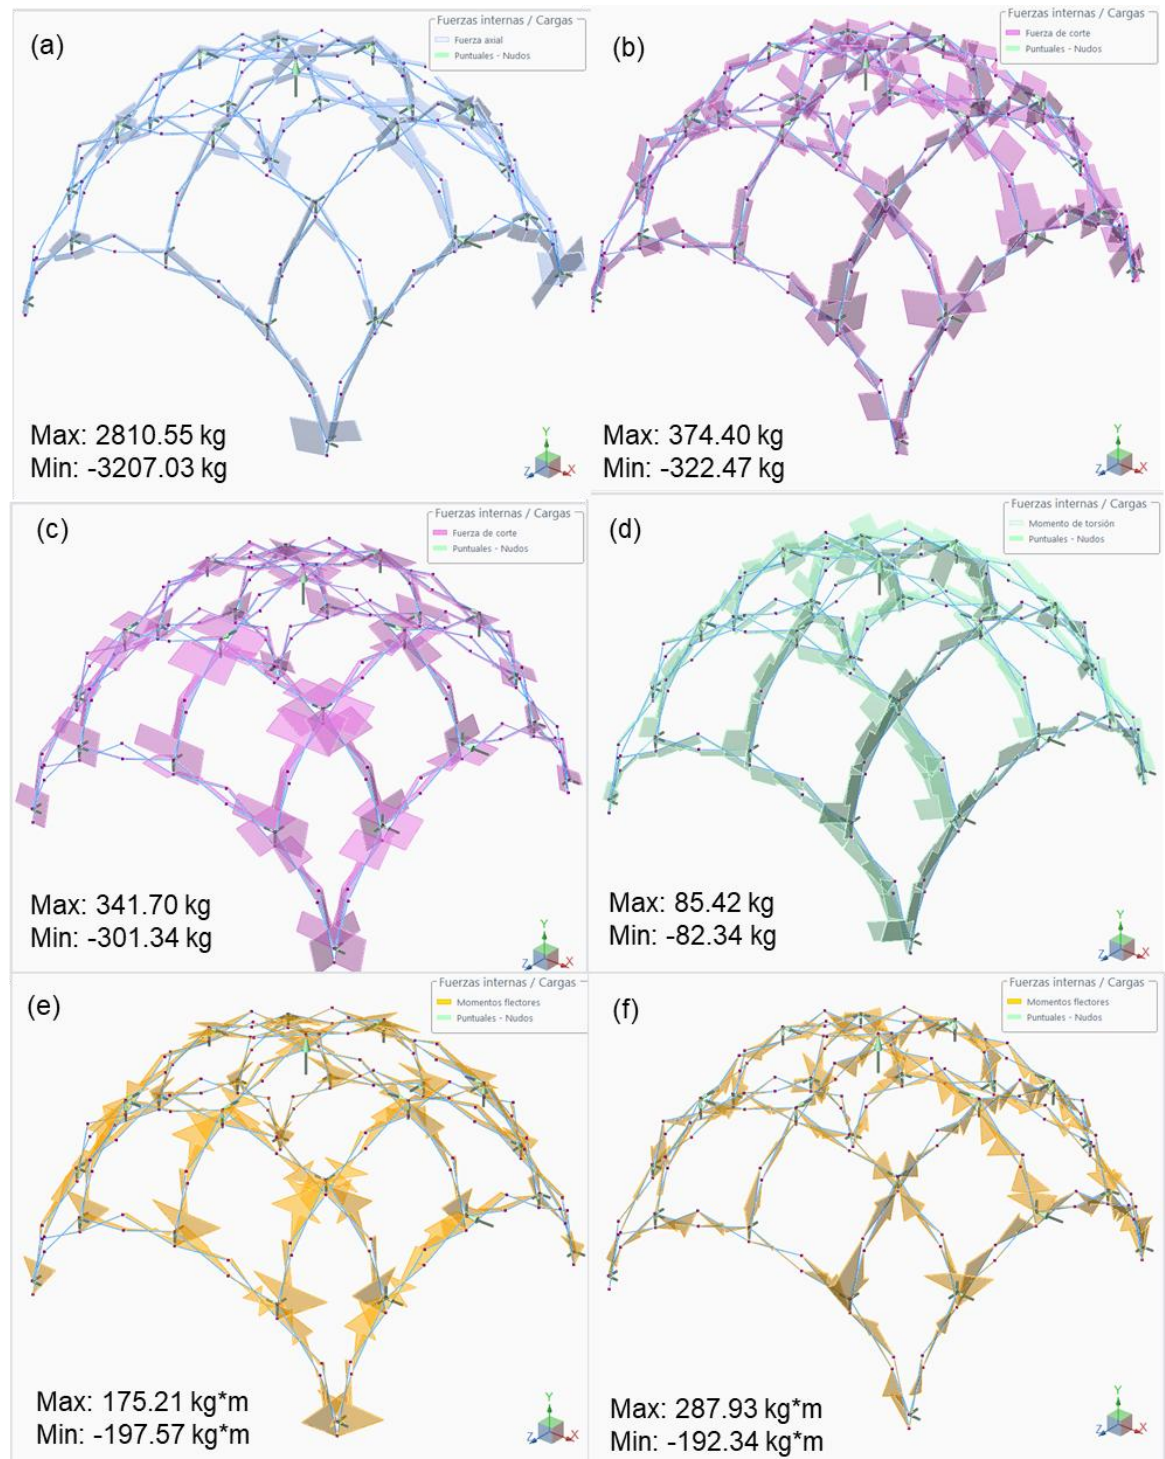 (a)
Fuerzas internas / Cargas
Fuerza axial
Puntuales - Nudos
Max: 2810.55 kg
Min: -3207.03 kg
Y
Z
X
(b)
Fuerzas internas / Cargas
Fuerza de corte
Puntuales - Nudos
Max: 374.40 kg
Min: -322.47 kg
Y
Z
X
(c)
Fuerzas internas / Cargas
Fuerza de corte
Puntuales - Nudos
Max: 341.70 kg
Min: -301.34 kg
Y
Z
X
(d)
Fuerzas internas / Cargas
Momento de torsión
Puntuales - Nudos
Max: 85.42 kg
Min: -82.34 kg
Y
Z
X
(e)
Fuerzas internas / Cargas
Momentos flectores
Puntuales - Nudos
Max: 175.21 kg*m
Min: -197.57 kg*m
Y
Z
X
(f)
Fuerzas internas / Cargas
Momentos flectores
Puntuales - Nudos
Max: 287.93 kg*m
Min: -192.34 kg*m
Y
Z
X